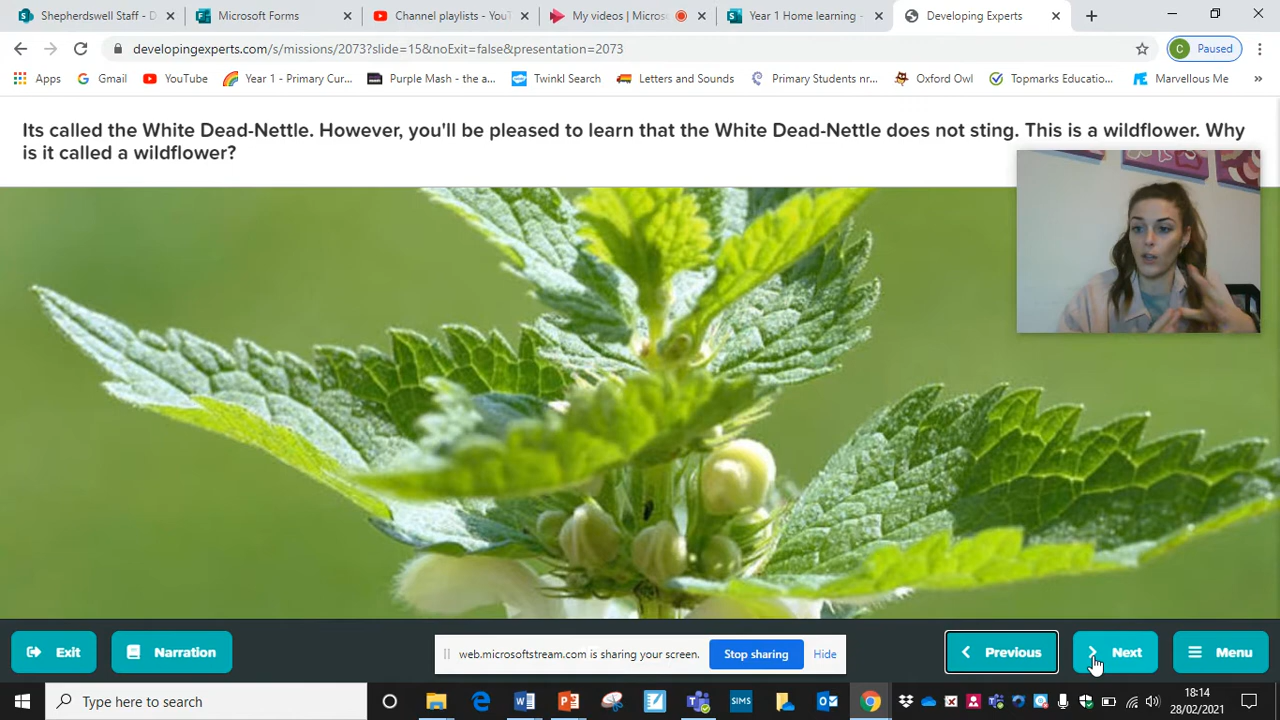 Shepherdswell Staff - D
Microsoft Forms
Channel playlists - YouT
My videos | Micros
Year 1 Home learning -
Developing Experts
developingexperts.com/s/missions/2073?slide=15&noExit=false&presentation=2073
C Paused
Apps
Gmail
YouTube
Year 1 - Primary Cur...
Purple Mash - the a...
Twinkl Search
Letters and Sounds
Primary Students nr...
Oxford Owl
Topmarks Educatio...
Marvellous Me
Its called the White Dead-Nettle. However, you'll be pleased to learn that the White Dead-Nettle does not sting. This is a wildflower. Why
is it called a wildflower?
Exit
Narration
web.microsoftstream.com is sharing your screen.
Stop sharing
Hide
Previous
Next
Menu
Type here to search
SIMS
18:14
28/02/2021